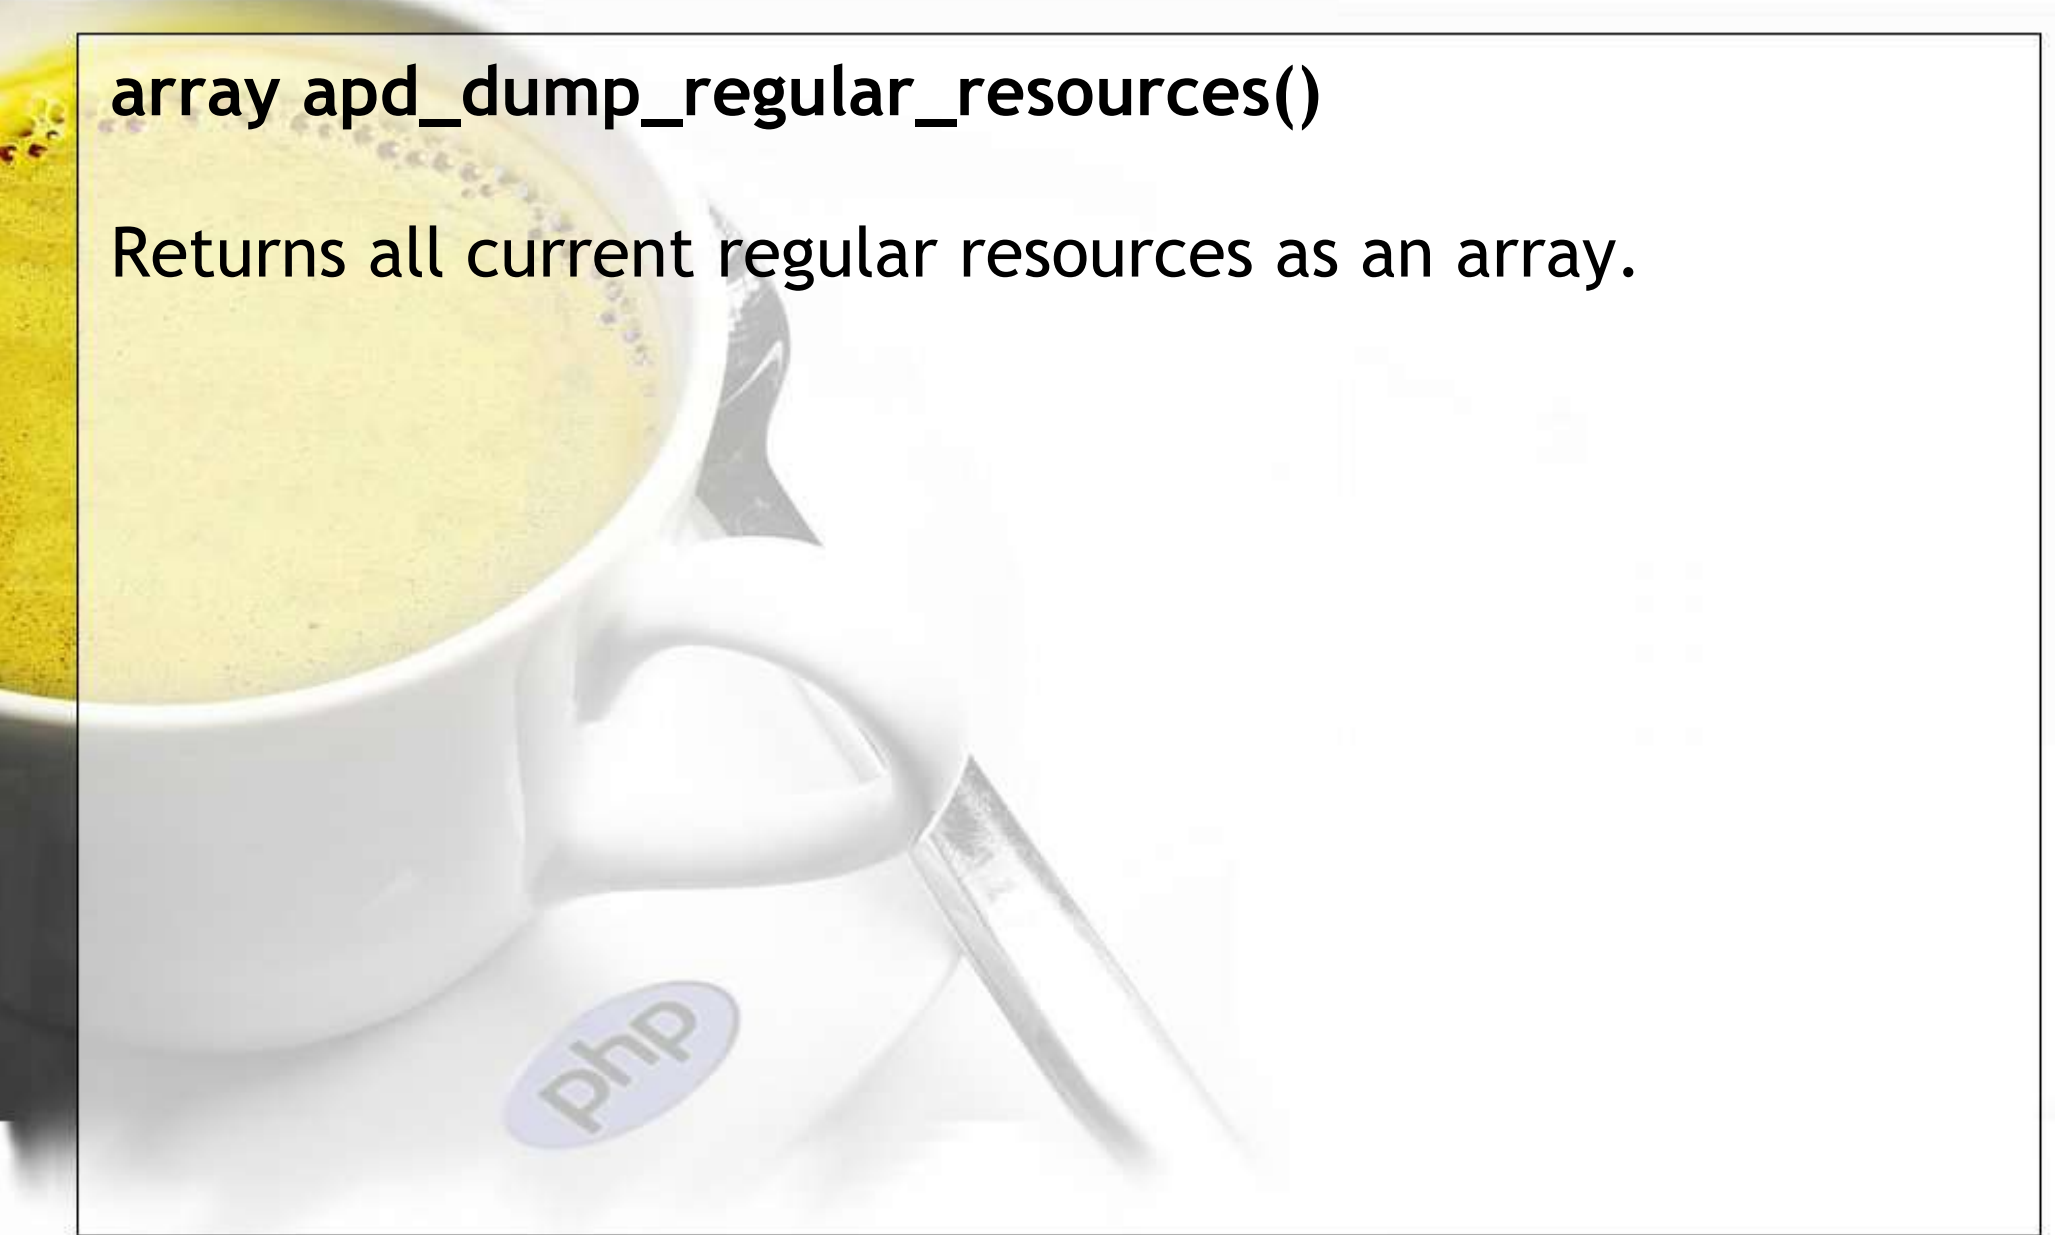 array apd_dump_regular_resources()
Returns all current regular resources as an array.
php